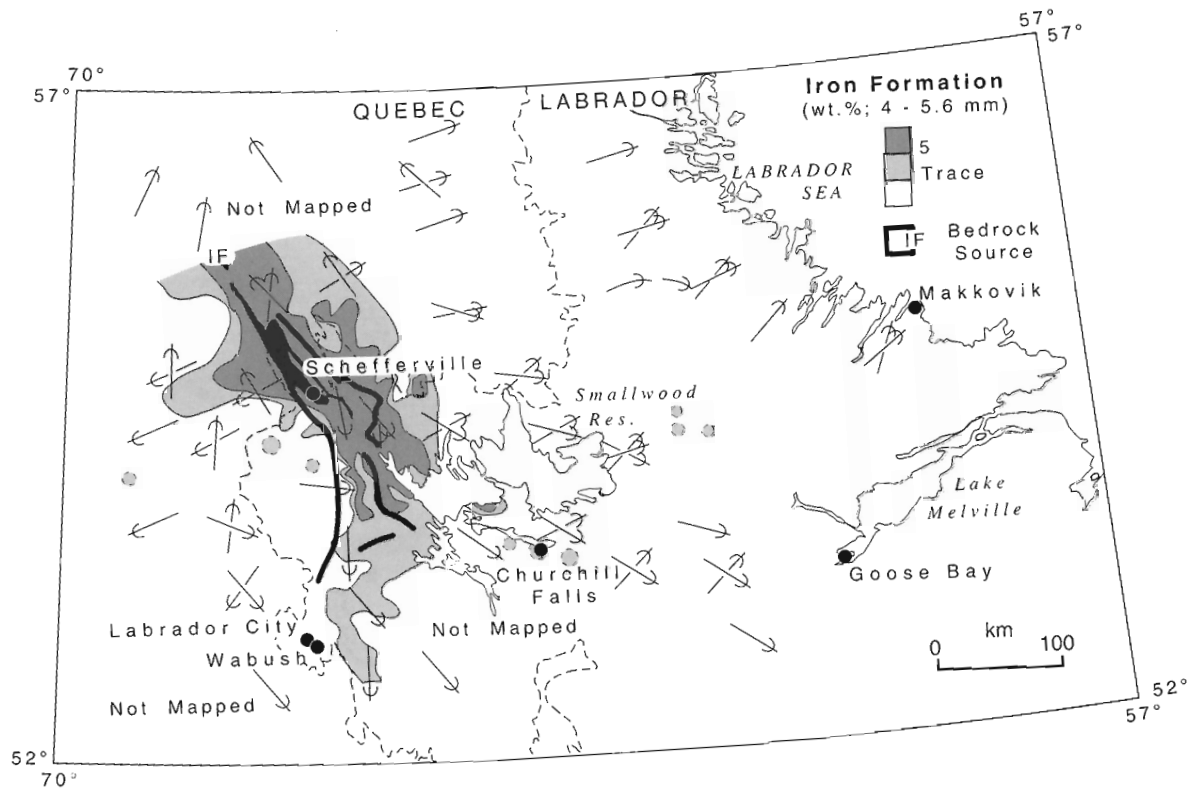 57°
57°
70°
57°
QUEBEC
LABRADOR
Iron Formation
(wt.%; 4 - 5.6 mm)
5
Trace
LABRADOR
SEA
Not Mapped
IF
IF
Bedrock
Source
Makkovik
Schefferville
Smallwood
Res.
Lake
Melville
Churchill
Falls
Goose Bay
Labrador City
Not Mapped
Wabush
km
0 100
Not Mapped
52°
57°
52°
70°